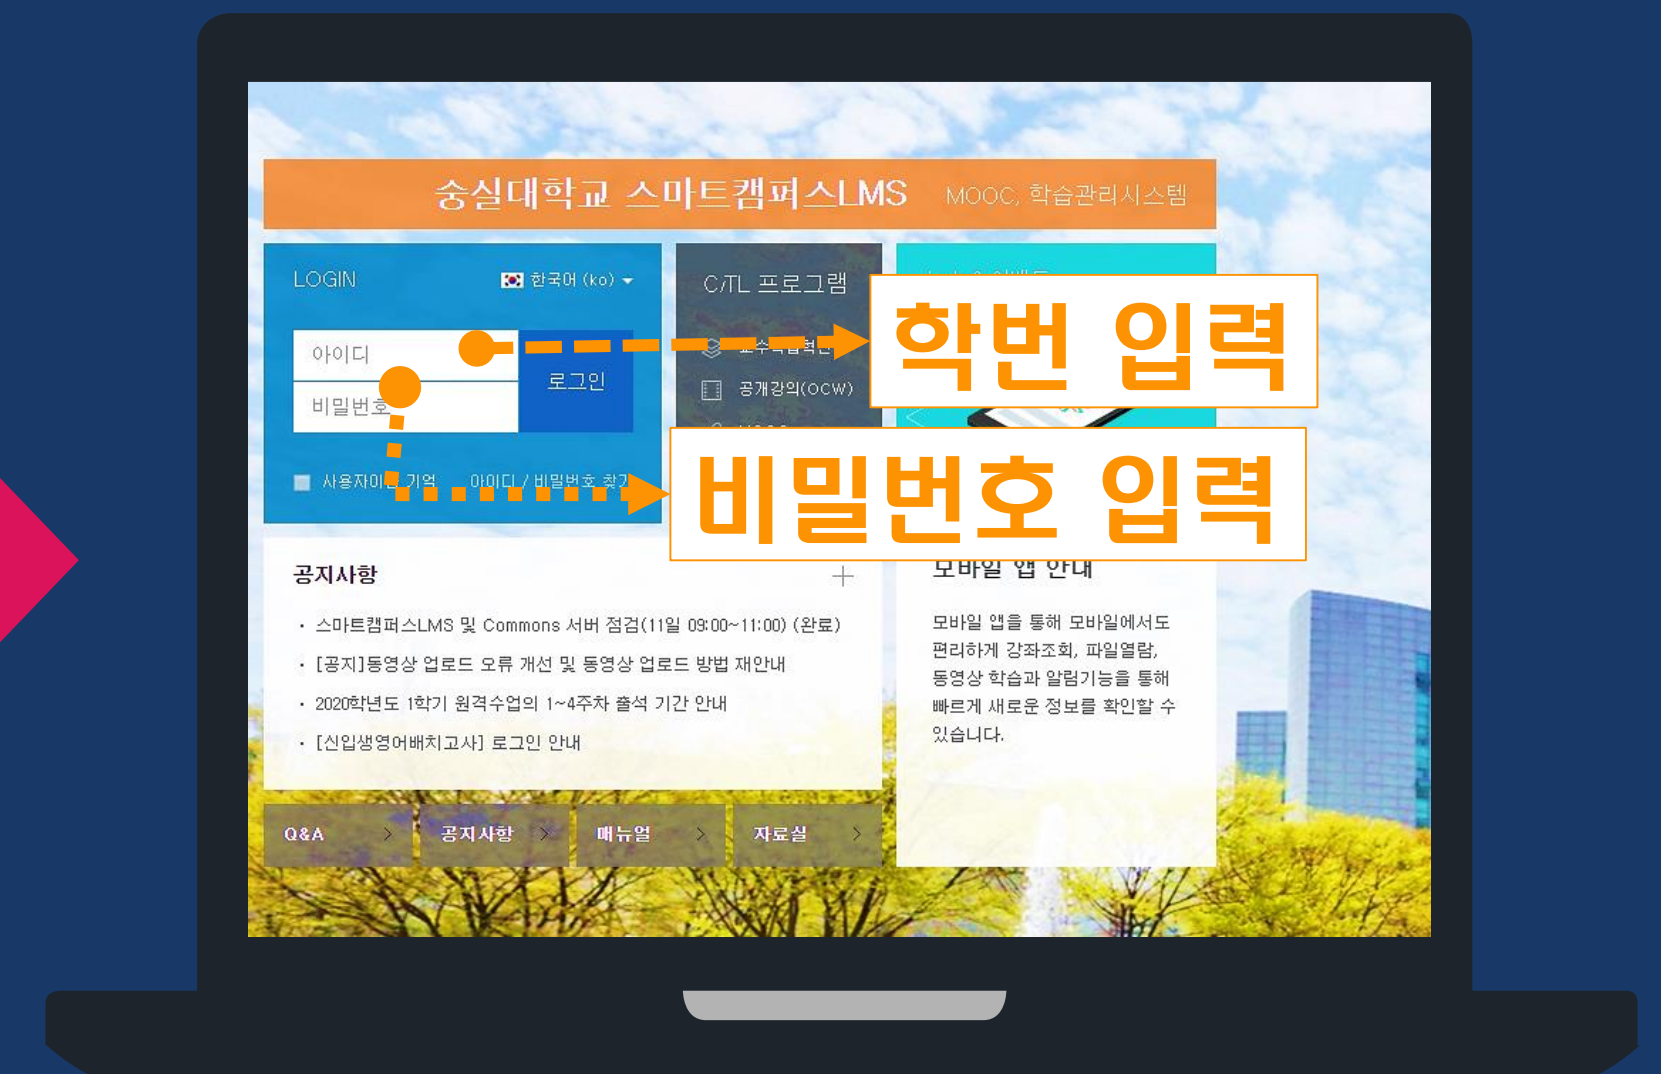 숭실대학교 스마트캠퍼스LMS MOOC, 학습관리시스템
LOGIN 한국어 (ko)
아이디
비밀번호
로그인
기억 아이디 / 비밀번호 찾기
C/TL 프로그램
공개강의(OCW)
학번 입력
비밀번호 입력
공지사항
• 스마트캠퍼스LMS 및 Commons 서버 점검(11일 09:00~11:00) (완료)
• [공지]동영상 업로드 오류 개선 및 동영상 업로드 방법 재안내
• 2020학년도 1학기 원격수업의 1~4주차 출석 기간 안내
• [신입생영어배치고사] 로그인 안내
모바일 앱 안내
모바일 앱을 통해 모바일에서도
편리하게 강좌조회, 파일열람,
동영상 학습과 알림기능을 통해
빠르게 새로운 정보를 확인할 수
있습니다.
Q&A
공지사항
매뉴얼
자료실